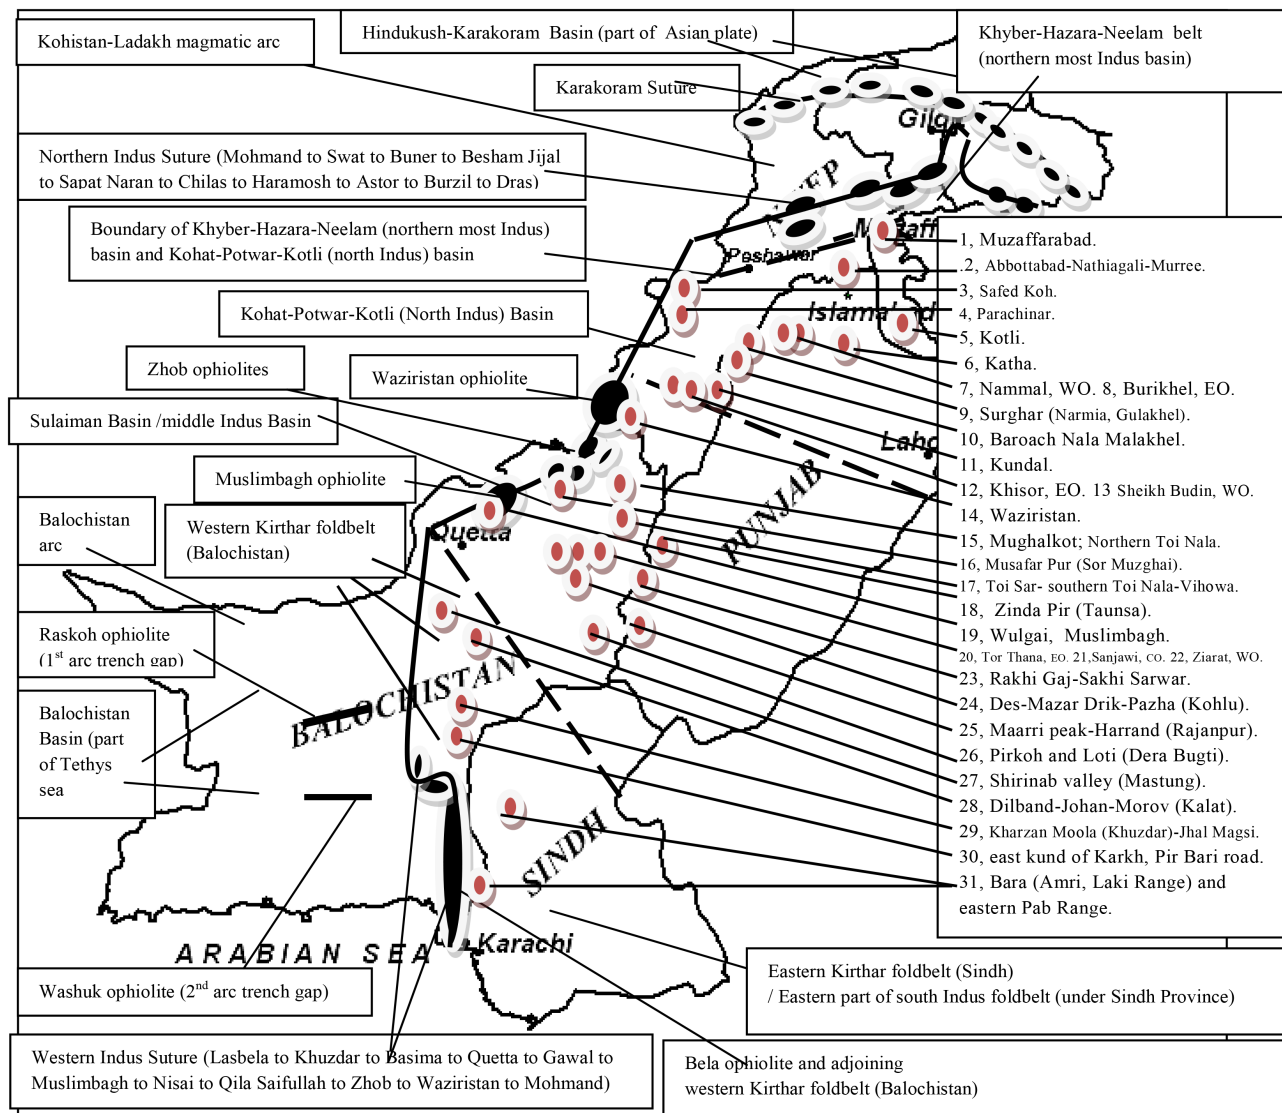 Kohistan-Ladakh magmatic arc
Hindukush-Karakoram Basin (part of Asian plate)
Khyber-Hazara-Neelam belt
(northern most Indus basin)
Karakoram Suture
Northern Indus Suture (Mohmand to Swat to Buner to Besham Jijal
to Sapat Naran to Chilas to Haramosh to Astor to Burzil to Dras)
Boundary of Khyber-Hazara-Neelam (northern most Indus)
basin and Kohat-Potwar-Kotli (north Indus) basin
Kohat-Potwar-Kotli (North Indus) Basin
Zhob ophiolites
Waziristan ophiolite
Sulaiman Basin /middle Indus Basin
Muslimbagh ophiolite
Western Kirthar foldbelt
(Balochistan)
Balochistan
arc
Raskoh ophiolite
(1st arc trench gap)
Balochistan
Basin (part
of Tethys
sea
Washuk ophiolite (2nd arc trench gap)
Western Indus Suture (Lasbela to Khuzdar to Basima to Quetta to Gawal to
Muslimbagh to Nisai to Qila Saifullah to Zhob to Waziristan to Mohmand)
Peshawar
Quetta
PUNJAB
BALOCHISTAN
SINDH
Karachi
ARABIAN SEA
1, Muzaffarabad.
.2, Abbottabad-Nathiagali-Murree.
3, Safed Koh.
4, Parachinar.
5, Kotli.
6, Katha.
7, Nammal, WO. 8, Burikhel, EO.
9, Surghar (Narmia, Gulakhel).
10, Baroach Nala Malakhel.
11, Kundal.
12, Khisor, EO. 13 Sheikh Budin, WO.
14, Waziristan.
15, Mughalkot; Northern Toi Nala.
16, Musafar Pur (Sor Muzghai).
17, Toi Sar- southern Toi Nala-Vihowa.
18, Zinda Pir (Taunsa).
19, Wulgai, Muslimbagh.
20, Tor Thana, EO. 21,Sanjawi, CO. 22, Ziarat, WO.
23, Rakhi Gaj-Sakhi Sarwar.
24, Des-Mazar Drik-Pazha (Kohlu).
25, Maarri peak-Harrand (Rajanpur).
26, Pirkoh and Loti (Dera Bugti).
27, Shirinab valley (Mastung).
28, Dilband-Johan-Morov (Kalat).
29, Kharzan Moola (Khuzdar)-Jhal Magsi.
30, east kund of Karkh, Pir Bari road.
31, Bara (Amri, Laki Range) and
eastern Pab Range.
Eastern Kirthar foldbelt (Sindh)
/ Eastern part of south Indus foldbelt (under Sindh Province)
Bela ophiolite and adjoining
western Kirthar foldbelt (Balochistan)